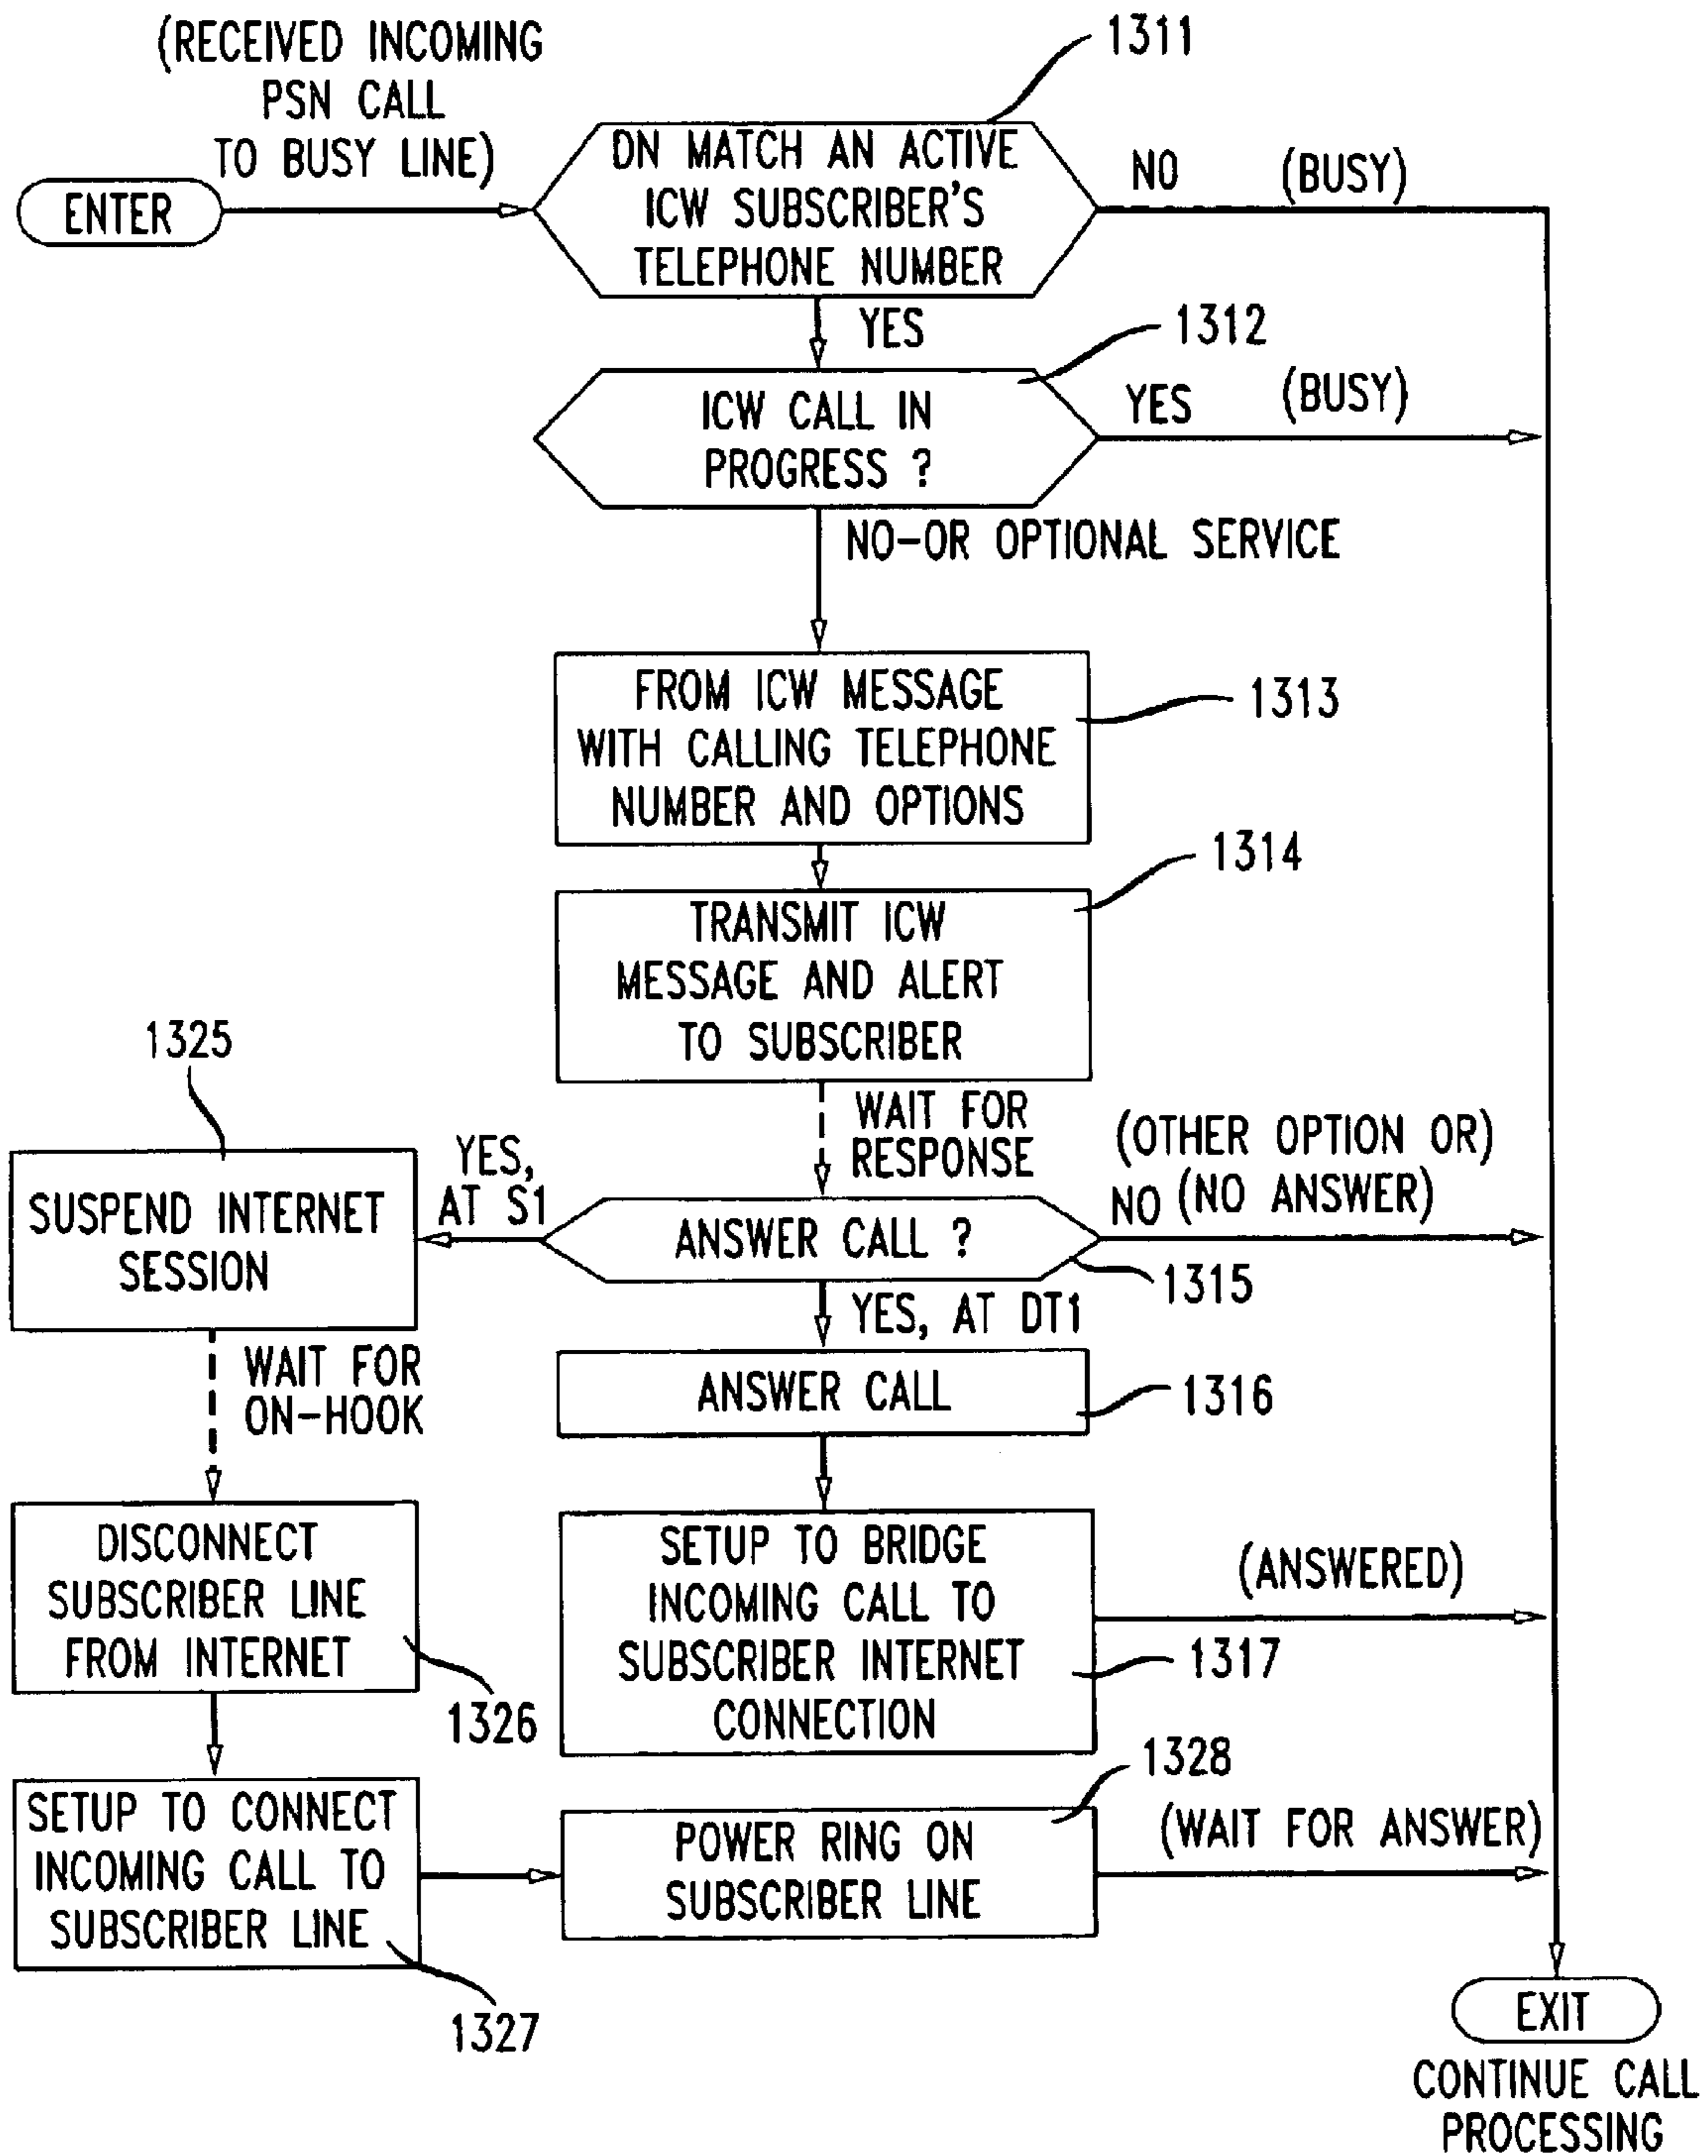 (RECEIVED INCOMING
PSN CALL
TO BUSY LINE)
ENTER
1311
DN MATCH AN ACTIVE
ICW SUBSCRIBER'S
TELEPHONE NUMBER
NO (BUSY)
YES
1312
ICW CALL IN
PROGRESS ?
YES (BUSY)
NO-OR OPTIONAL SERVICE
FROM ICW MESSAGE
WITH CALLING TELEPHONE
NUMBER AND OPTIONS
1313
1314
TRANSMIT ICW
MESSAGE AND ALERT
TO SUBSCRIBER
WAIT FOR
RESPONSE
1325
SUSPEND INTERNET
SESSION
YES,
AT S1
ANSWER CALL ?
(OTHER OPTION OR)
NO (NO ANSWER)
1315
YES, AT DT1
WAIT FOR
ON-HOOK
ANSWER CALL
1316
DISCONNECT
SUBSCRIBER LINE
FROM INTERNET
1326
SETUP TO BRIDGE
INCOMING CALL TO
SUBSCRIBER INTERNET
CONNECTION
1317
(ANSWERED)
SETUP TO CONNECT
INCOMING CALL TO
SUBSCRIBER LINE
1327
POWER RING ON
SUBSCRIBER LINE
1328
(WAIT FOR ANSWER)
EXIT
CONTINUE CALL
PROCESSING